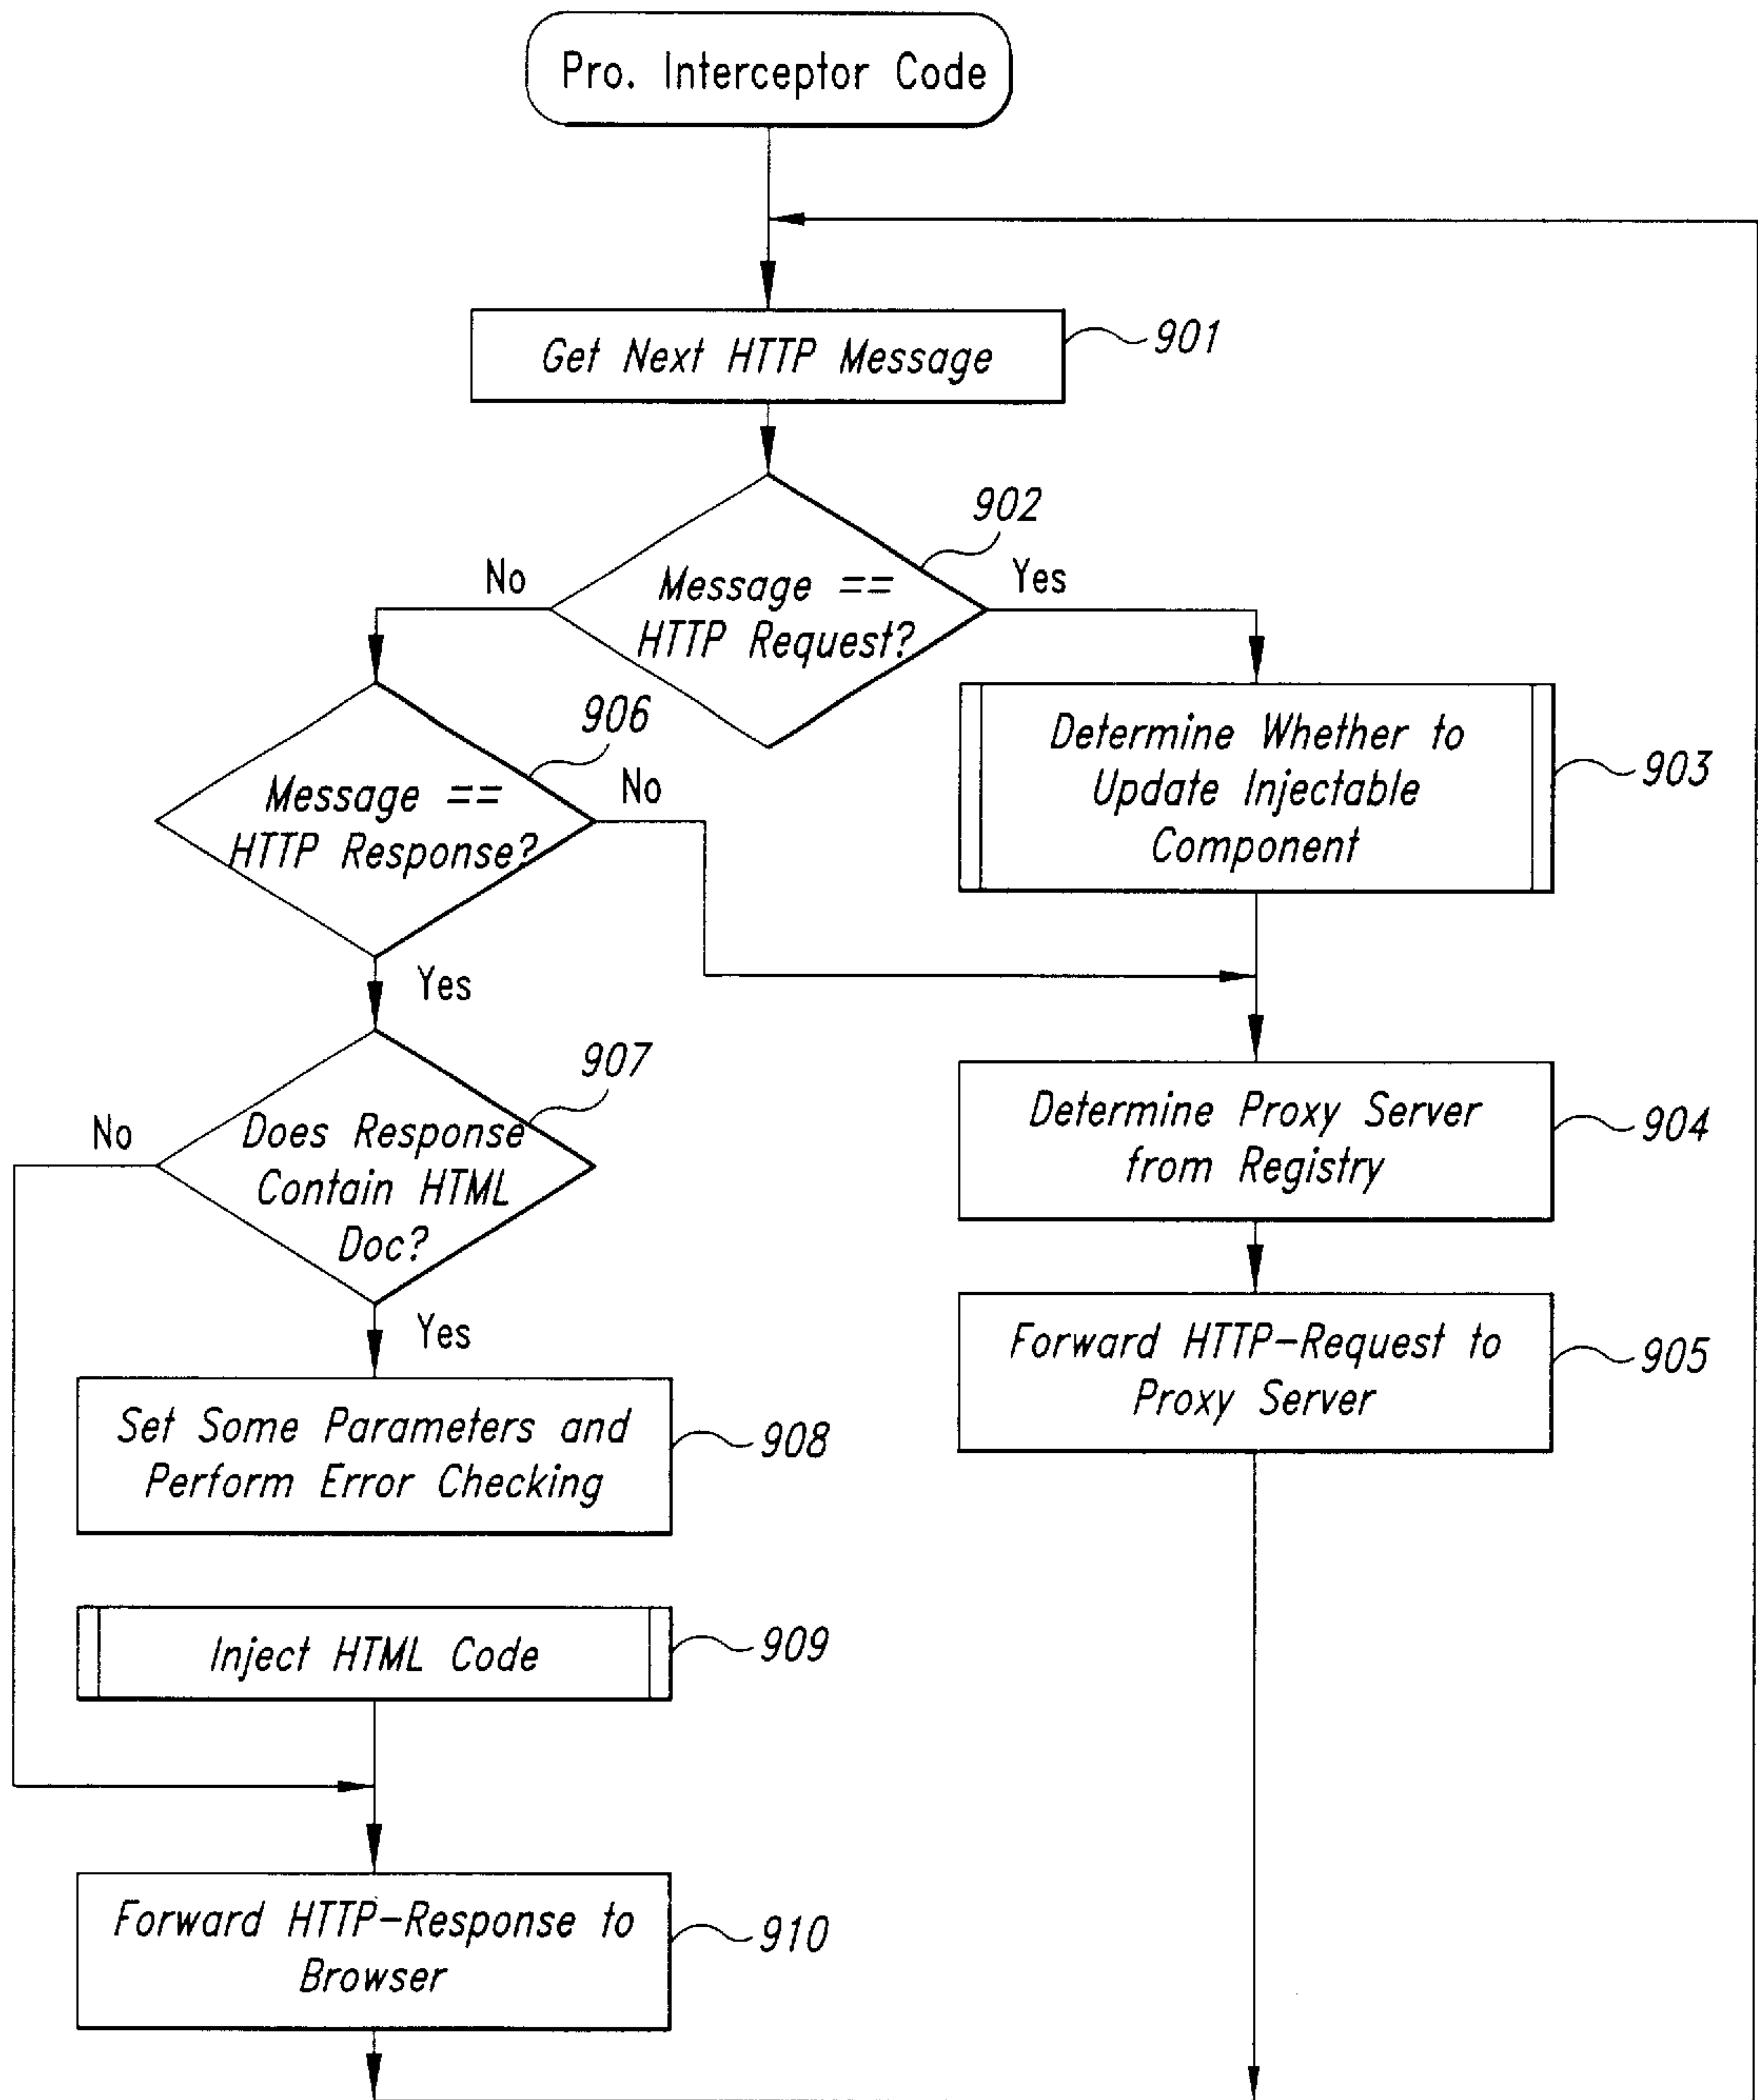 Pro. Interceptor Code
Get Next HTTP Message
901
902
No
Yes
Message ==
HTTP Request?
906
No
Message ==
HTTP Response?
Determine Whether to
Update Injectable
Component
903
Yes
907
No
Does Response
Contain HTML
Doc?
Determine Proxy Server
from Registry
904
Yes
Forward HTTP-Request to
Proxy Server
905
Set Some Parameters and
Perform Error Checking
908
Inject HTML Code
909
Forward HTTP-Response to
Browser
910